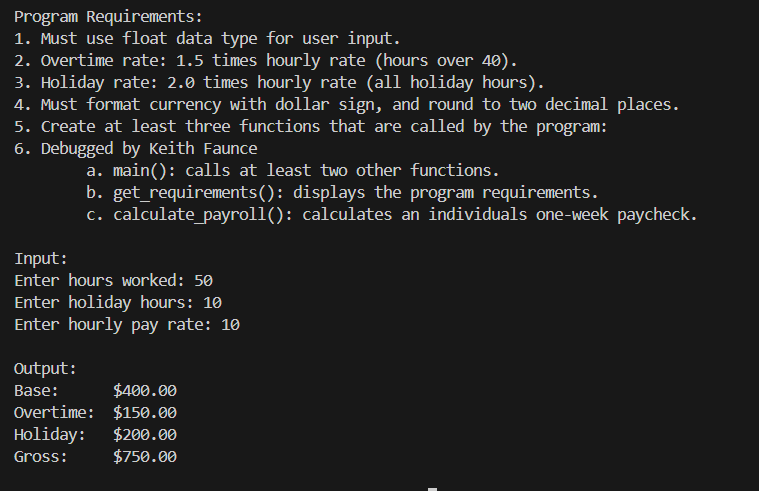 Program Requirements:
1. Must use float data type for user input.
2. Overtime rate: 1.5 times hourly rate (hours over 40).
3. Holiday rate: 2.0 times hourly rate (all holiday hours).
4. Must format currency with dollar sign, and round to two decimal places.
5. Create at least three functions that are called by the program:
6. Debugged by Keith Faunce
a. main(): calls at least two other functions.
b. get_requirements(): displays the program requirements.
c. calculate_payroll(): calculates an individuals one-week paycheck.
Input:
Enter hours worked: 50
Enter holiday hours: 10
Enter hourly pay rate: 10
Output:
Base: $400.00
Overtime: $150.00
Holiday: $200.00
Gross: $750.00